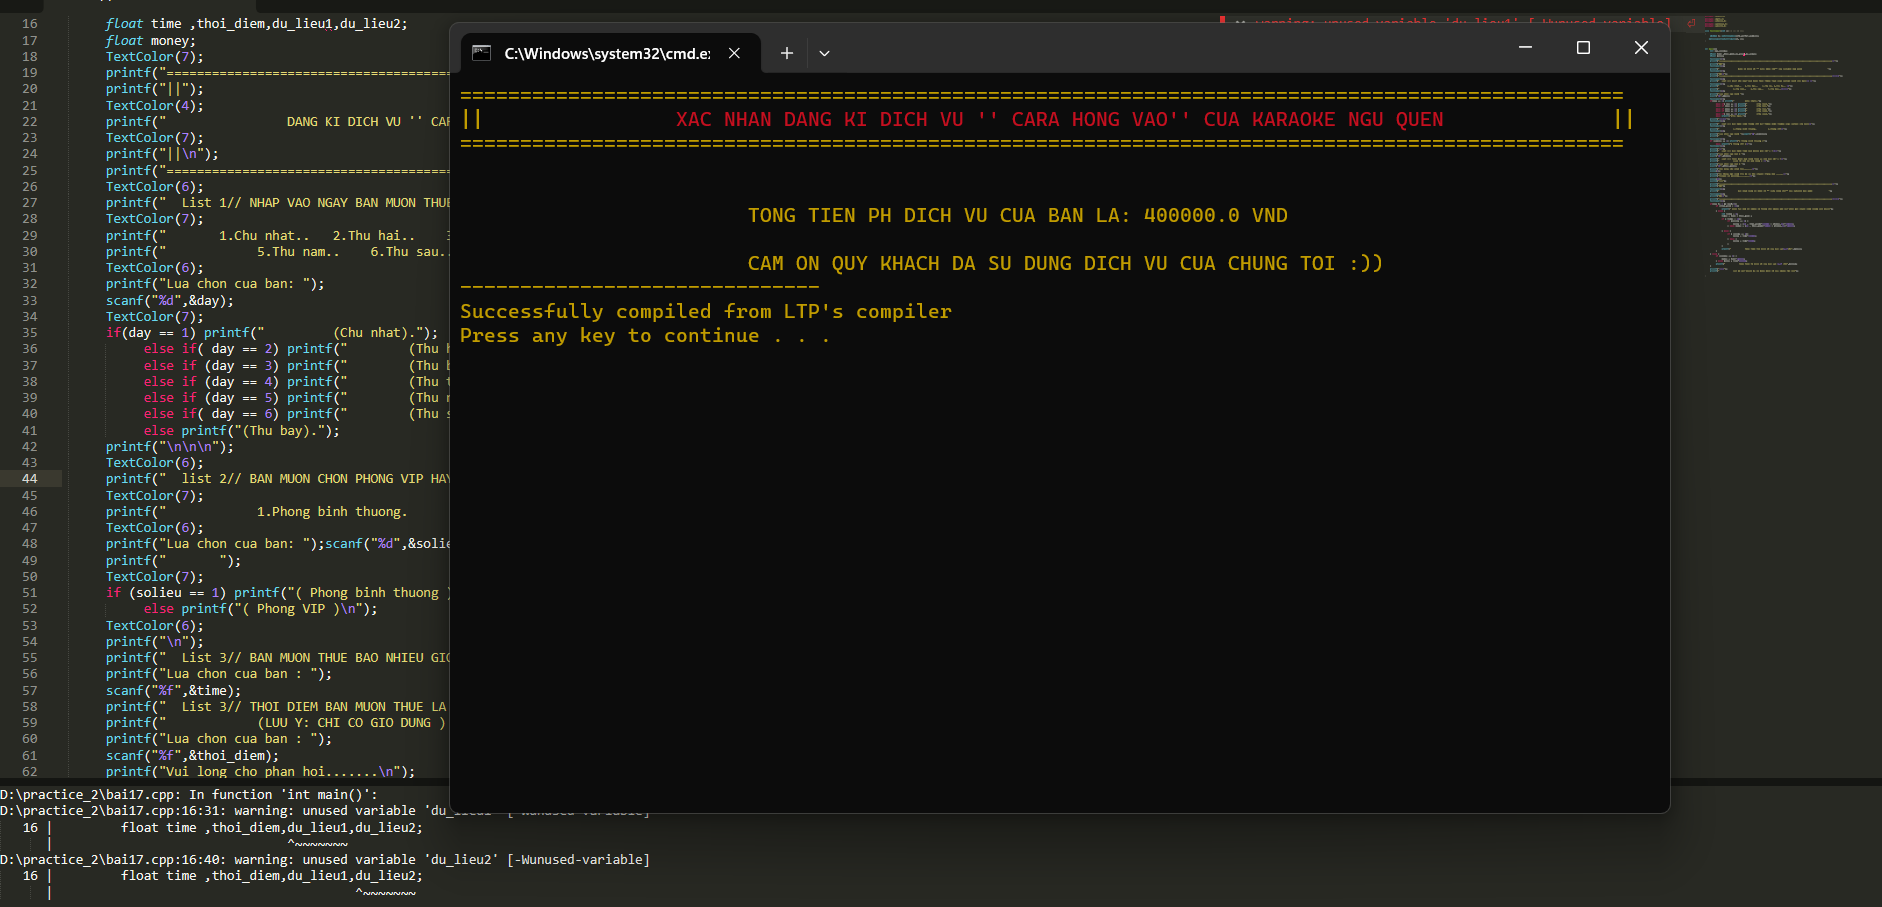 16 float time ,thoi_diem,du_lieu1,du_lieu2;
17 float money;
18 TextColor(7);
19 printf("======================================
20 printf("||");
21 TextColor(4);
22 printf("                DANG KI DICH VU '' CAR
23 TextColor(7);
24 printf("||\n");
25 printf("======================================
26 TextColor(6);
27 printf("  List 1// NHAP VAO NGAY BAN MUON THUE
28 TextColor(7);
29 printf("       1.Chu nhat..   2.Thu hai..    3
30 printf("            5.Thu nam..    6.Thu sau..
31 TextColor(6);
32 printf("Lua chon cua ban: ");
33 scanf("%d",&day);
34 TextColor(7);
35 if(day == 1) printf("         (Chu nhat).");
36 else if( day == 2) printf("        (Thu h
37 else if (day == 3) printf("        (Thu b
38 else if (day == 4) printf("        (Thu t
39 else if (day == 5) printf("        (Thu n
40 else if( day == 6) printf("        (Thu s
41 else printf("(Thu bay).");
42 printf("\n\n\n");
43 TextColor(6);
44 printf("  list 2// BAN MUON CHON PHONG VIP HAY
45 TextColor(7);
46 printf("            1.Phong binh thuong.
47 TextColor(6);
48 printf("Lua chon cua ban: ");scanf("%d",&solie
49 printf("       ");
50 TextColor(7);
51 if (solieu == 1) printf("( Phong binh thuong )
52 else printf("( Phong VIP )\n");
53 TextColor(6);
54 printf("\n");
55 printf("  List 3// BAN MUON THUE BAO NHIEU GIO
56 printf("Lua chon cua ban : ");
57 scanf("%f",&time);
58 printf("  List 3// THOI DIEM BAN MUON THUE LA
59 printf("            (LUU Y: CHI CO GIO DUNG )
60 printf("Lua chon cua ban : ");
61 scanf("%f",&thoi_diem);
62 printf("Vui long cho phan hoi.......\n");
C:\Windows\system32\cmd.e
=================================================================================================
||                XAC NHAN DANG KI DICH VU '' CARA HONG VAO'' CUA KARAOKE NGU QUEN              ||
=================================================================================================
TONG TIEN PH DICH VU CUA BAN LA: 400000.0 VND
CAM ON QUY KHACH DA SU DUNG DICH VU CUA CHUNG TOI :))
------------------------------
Successfully compiled from LTP's compiler
Press any key to continue . . .
D:\practice_2\bai17.cpp: In function 'int main()':
D:\practice_2\bai17.cpp:16:31: warning: unused variable 'du_lieu1' [-Wunused-variable]
16 |         float time ,thoi_diem,du_lieu1,du_lieu2;
|                               ^~~~~~~~
D:\practice_2\bai17.cpp:16:40: warning: unused variable 'du_lieu2' [-Wunused-variable]
16 |         float time ,thoi_diem,du_lieu1,du_lieu2;
|                                        ^~~~~~~~